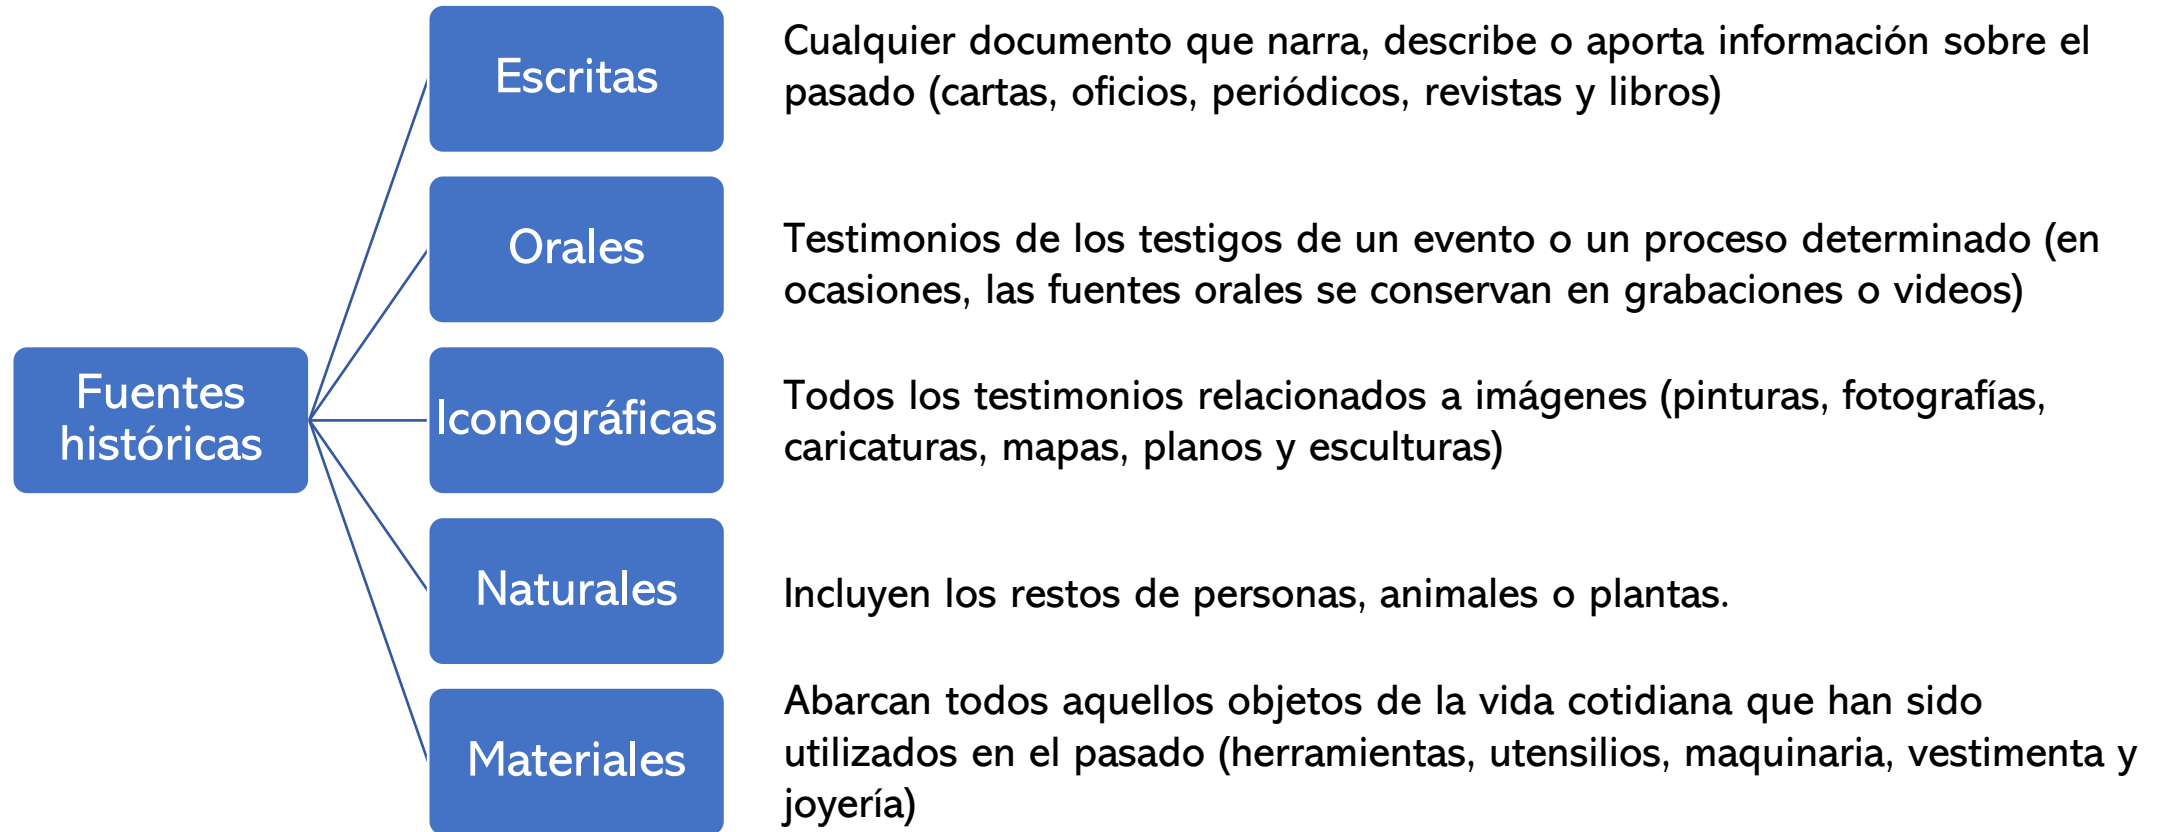 Fuentes
históricas
Escritas
Cualquier documento que narra, describe o aporta información sobre el
pasado (cartas, oficios, periódicos, revistas y libros)
Orales
Testimonios de los testigos de un evento o un proceso determinado (en
ocasiones, las fuentes orales se conservan en grabaciones o videos)
Iconográficas
Todos los testimonios relacionados a imágenes (pinturas, fotografías,
caricaturas, mapas, planos y esculturas)
Naturales
Incluyen los restos de personas, animales o plantas.
Materiales
Abarcan todos aquellos objetos de la vida cotidiana que han sido
utilizados en el pasado (herramientas, utensilios, maquinaria, vestimenta y
joyería)